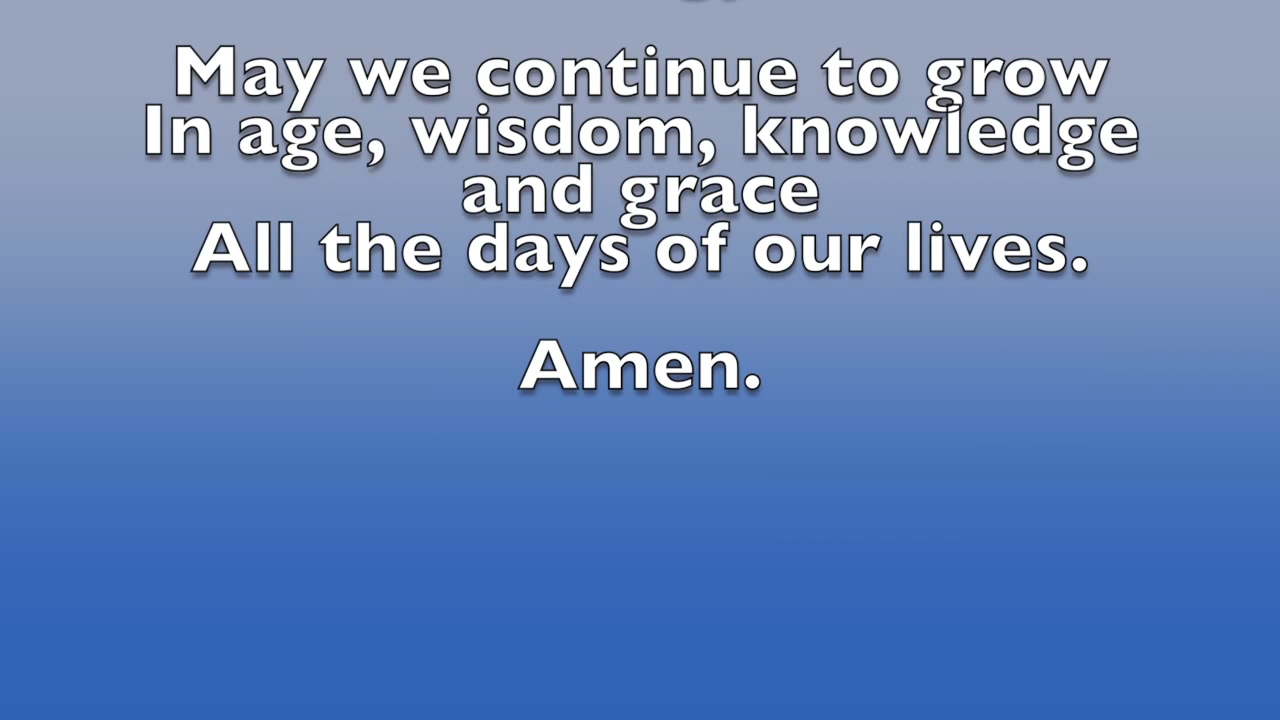 May we continue to grow
In age, wisdom, knowledge
and grace
All the days of our lives.
Amen.